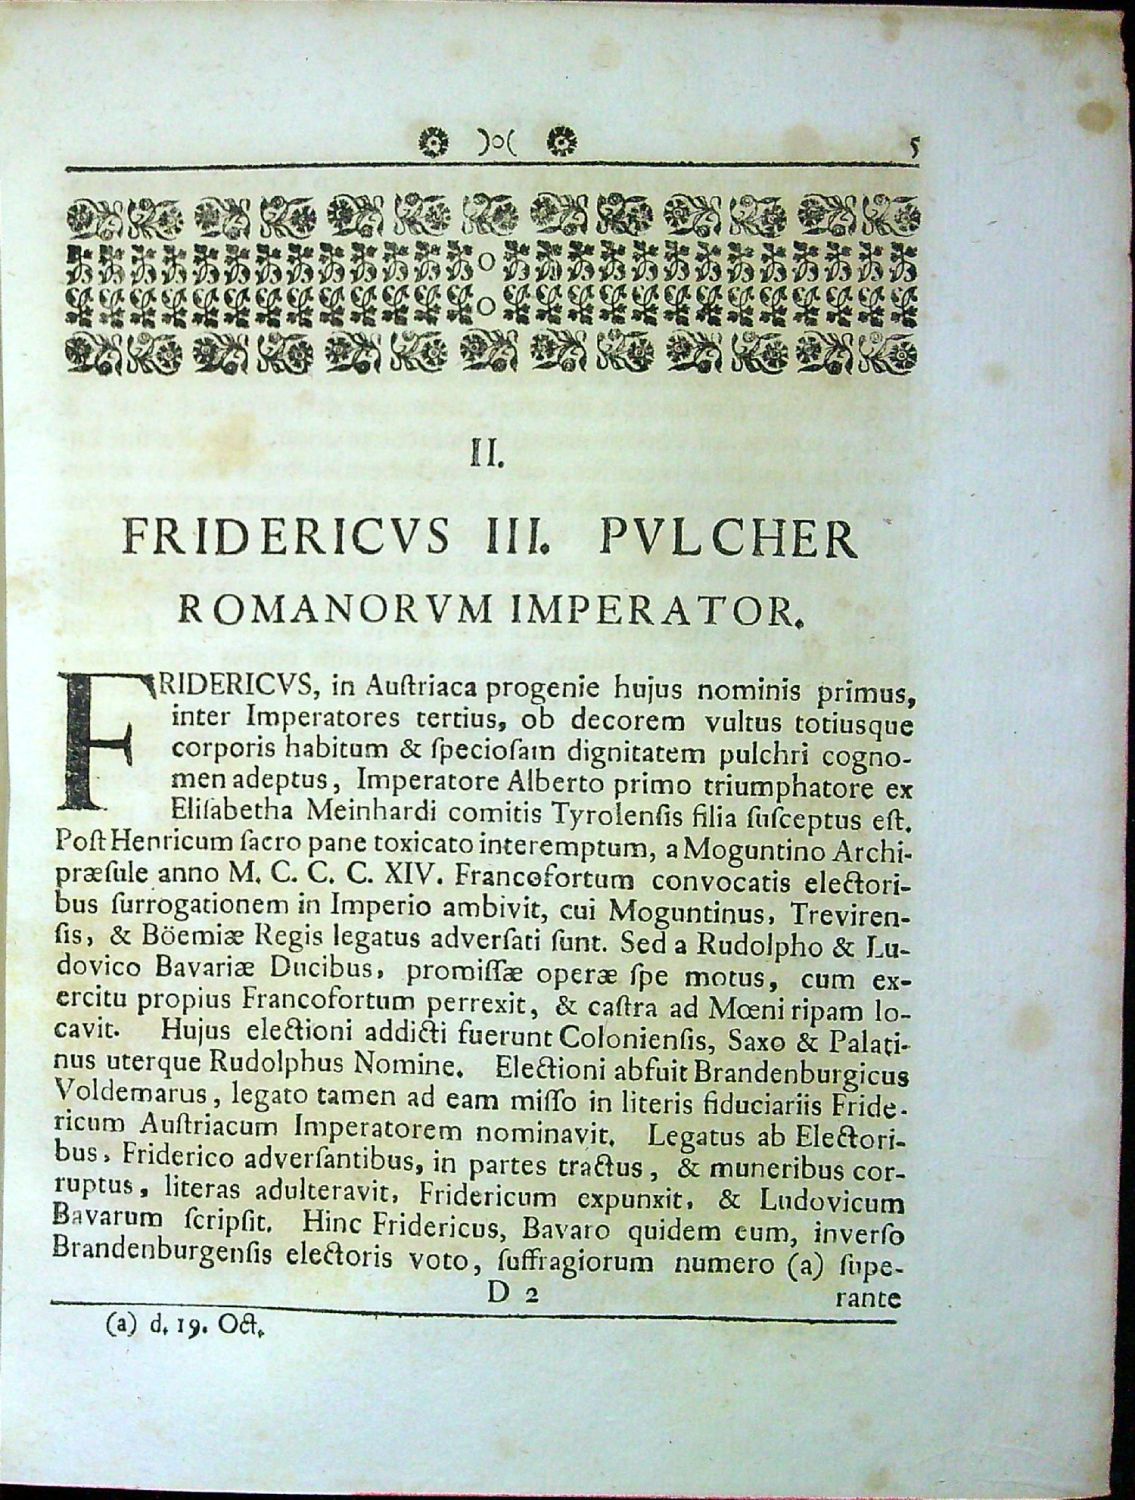 5
II.
FRIDERICVS III. PVLCHER
ROMANORVM IMPERATOR.
FRIDERICVS, in Auſtriaca progenie hujus nominis primus,
inter Imperatores tertius, ob decorem vultus totiusque
corporis habitum & ſpecioſam dignitatem pulchri cogno-
men adeptus, Imperatore Alberto primo triumphatore ex
Eliſabetha Meinhardi comitis Tyrolenſis filia ſuſceptus eſt.
Poſt Henricum ſacro pane toxicato interemptum, a Moguntino Archi-
præſule anno M. C. C. C. XIV. Francofortum convocatis electori-
bus ſurrogationem in Imperio ambivit, cui Moguntinus, Treviren-
ſis, & Böemiæ Regis legatus adverſati ſunt. Sed a Rudolpho & Lu-
dovico Bavariæ Ducibus, promiſſæ operæ ſpe motus, cum ex-
ercitu propius Francofortum perrexit, & caſtra ad Mœni ripam lo-
cavit. Hujus electioni addicti fuerunt Colonienſis, Saxo & Palati-
nus uterque Rudolphus Nomine. Electioni abfuit Brandenburgicus
Voldemarus, legato tamen ad eam miſſo in literis fiduciariis Fride-
ricum Auſtriacum Imperatorem nominavit. Legatus ab Electori-
bus, Friderico adverſantibus, in partes tractus, & muneribus cor-
ruptus, literas adulteravit, Fridericum expunxit, & Ludovicum
Bavarum ſcripſit. Hinc Fridericus, Bavaro quidem eum, inverſo
Brandenburgenſis electoris voto, ſuffragiorum numero (a) ſupe-
D 2 rante
(a) d. 19. Oct.